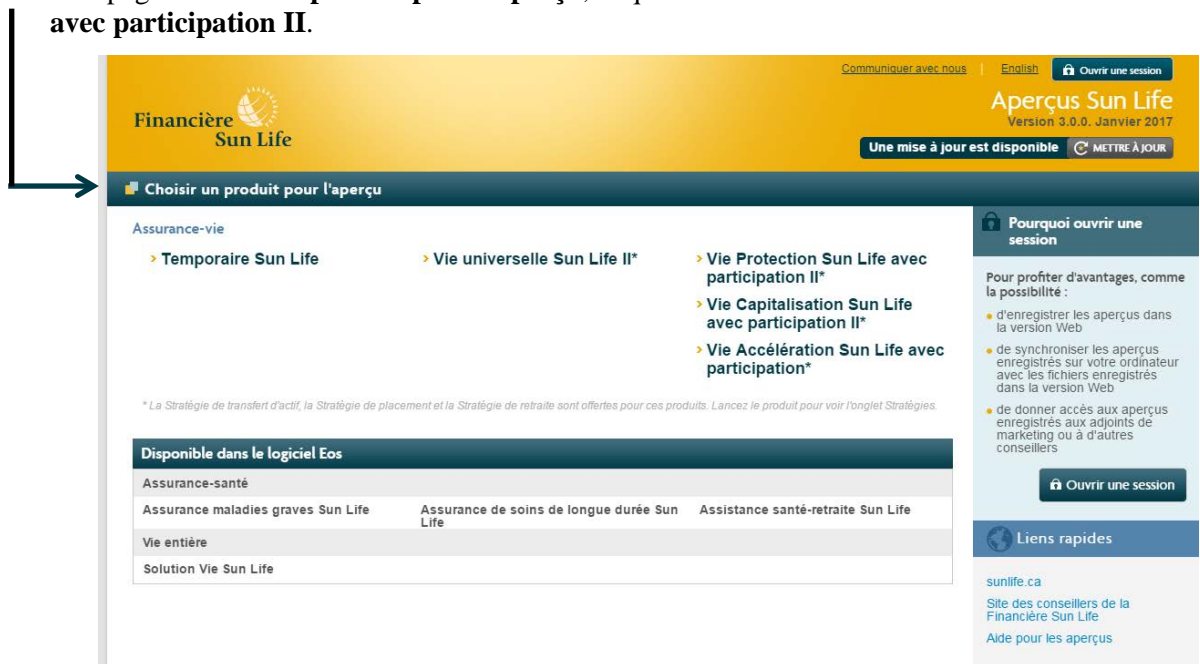 avec participation II.
Communiquer avec nous | English Ouvrir une session
Financière
Sun Life
Aperçus Sun Life
Version 3.0.0. Janvier 2017
Une mise à jour est disponible METTRE À JOUR
Choisir un produit pour l'aperçu
Assurance-vie
› Temporaire Sun Life
› Vie universelle Sun Life II*
› Vie Protection Sun Life avec
participation II*
› Vie Capitalisation Sun Life
avec participation II*
› Vie Accélération Sun Life avec
participation*
* La Stratégie de transfert d'actif, la Stratégie de placement et la Stratégie de retraite sont offertes pour ces produits. Lancez le produit pour voir l'onglet Stratégies.
Disponible dans le logiciel Eos
Assurance-santé
Assurance maladies graves Sun Life
Assurance de soins de longue durée Sun
Life
Assistance santé-retraite Sun Life
Vie entière
Solution Vie Sun Life
Pourquoi ouvrir une
session
Pour profiter d'avantages, comme
la possibilité :
• d'enregistrer les aperçus dans
la version Web
• de synchroniser les aperçus
enregistrés sur votre ordinateur
avec les fichiers enregistrés
dans la version Web
• de donner accès aux aperçus
enregistrés aux adjoints de
marketing ou à d'autres
conseillers
Ouvrir une session
Liens rapides
sunlife.ca
Site des conseillers de la
Financière Sun Life
Aide pour les aperçus